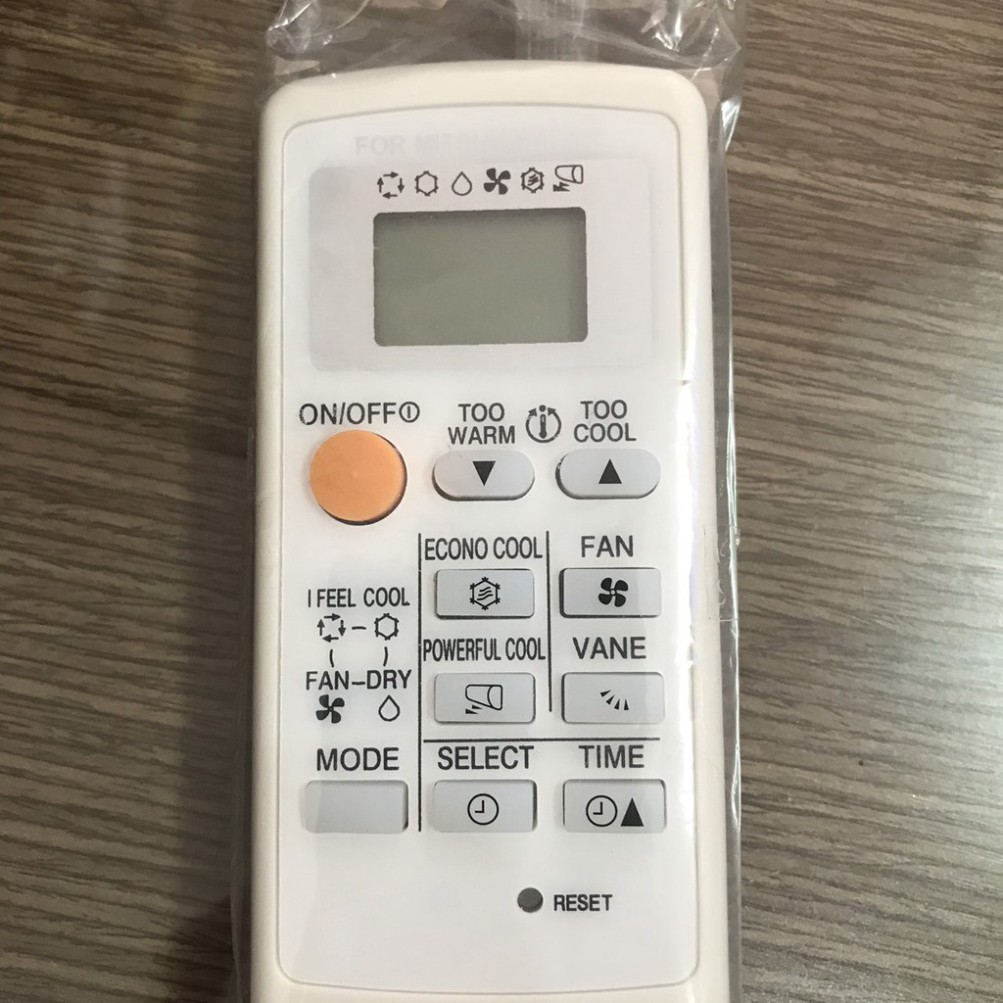 FOR
ON/OFF
TOO WARM
TOO COOL
ECONO COOL
FAN
I FEEL COOL
POWERFUL COOL
VANE
FAN–DRY
MODE
SELECT
TIME
RESET